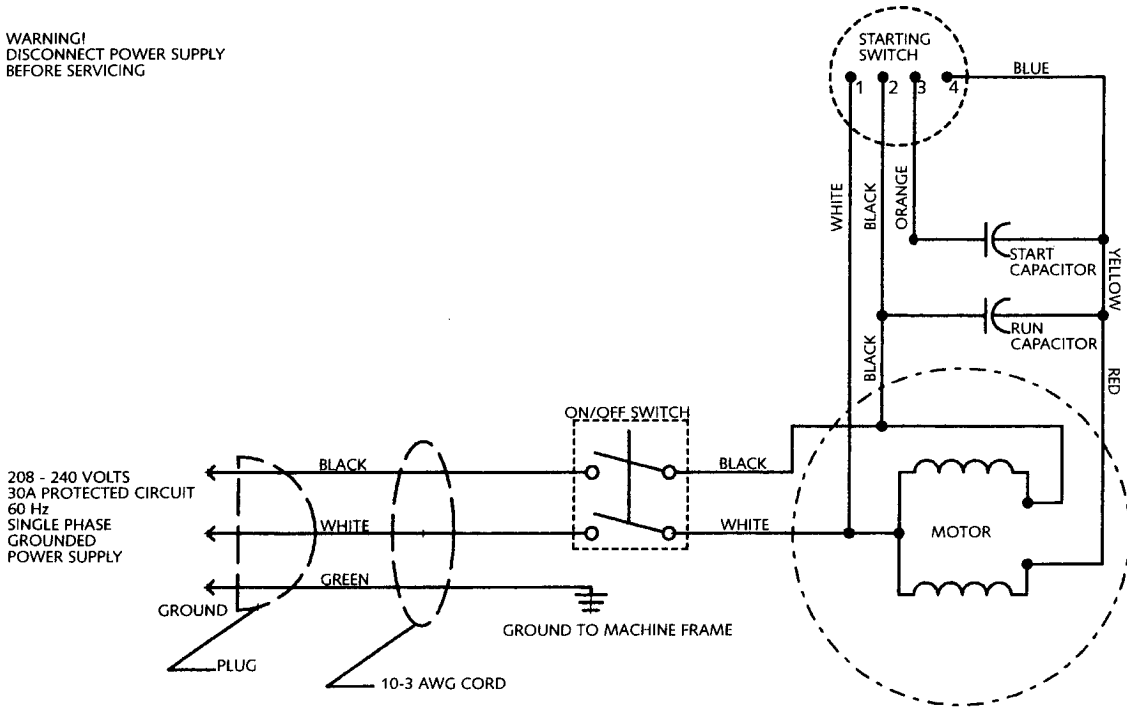 WARNING!
DISCONNECT POWER SUPPLY
BEFORE SERVICING
STARTING
SWITCH
1
2
3
4
BLUE
WHITE
BLACK
ORANGE
START
CAPACITOR
YELLOW
RUN
CAPACITOR
BLACK
RED
ON/OFF SWITCH
208 - 240 VOLTS
30A PROTECTED CIRCUIT
60 Hz
SINGLE PHASE
GROUNDED
POWER SUPPLY
BLACK
BLACK
WHITE
WHITE
MOTOR
GREEN
GROUND
GROUND TO MACHINE FRAME
PLUG
10-3 AWG CORD